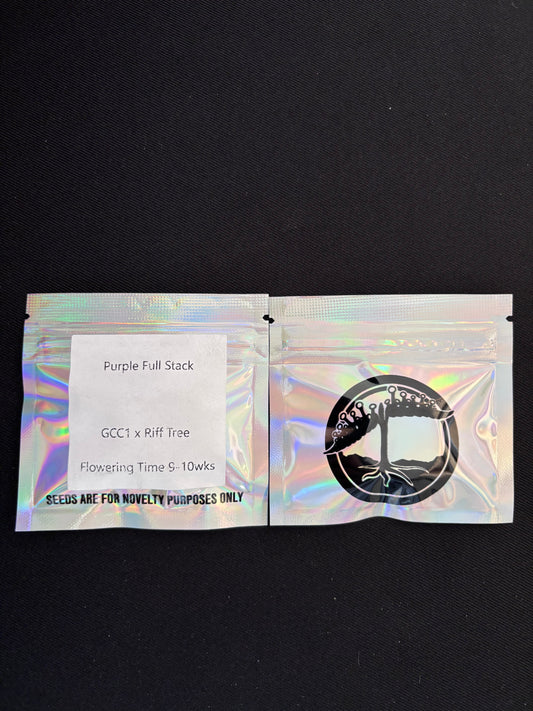 Purple Full Stack
GCC1 x Riff Tree
Flowering Time 9-10wks
SEEDS ARE FOR NOVELTY PURPOSES ONLY